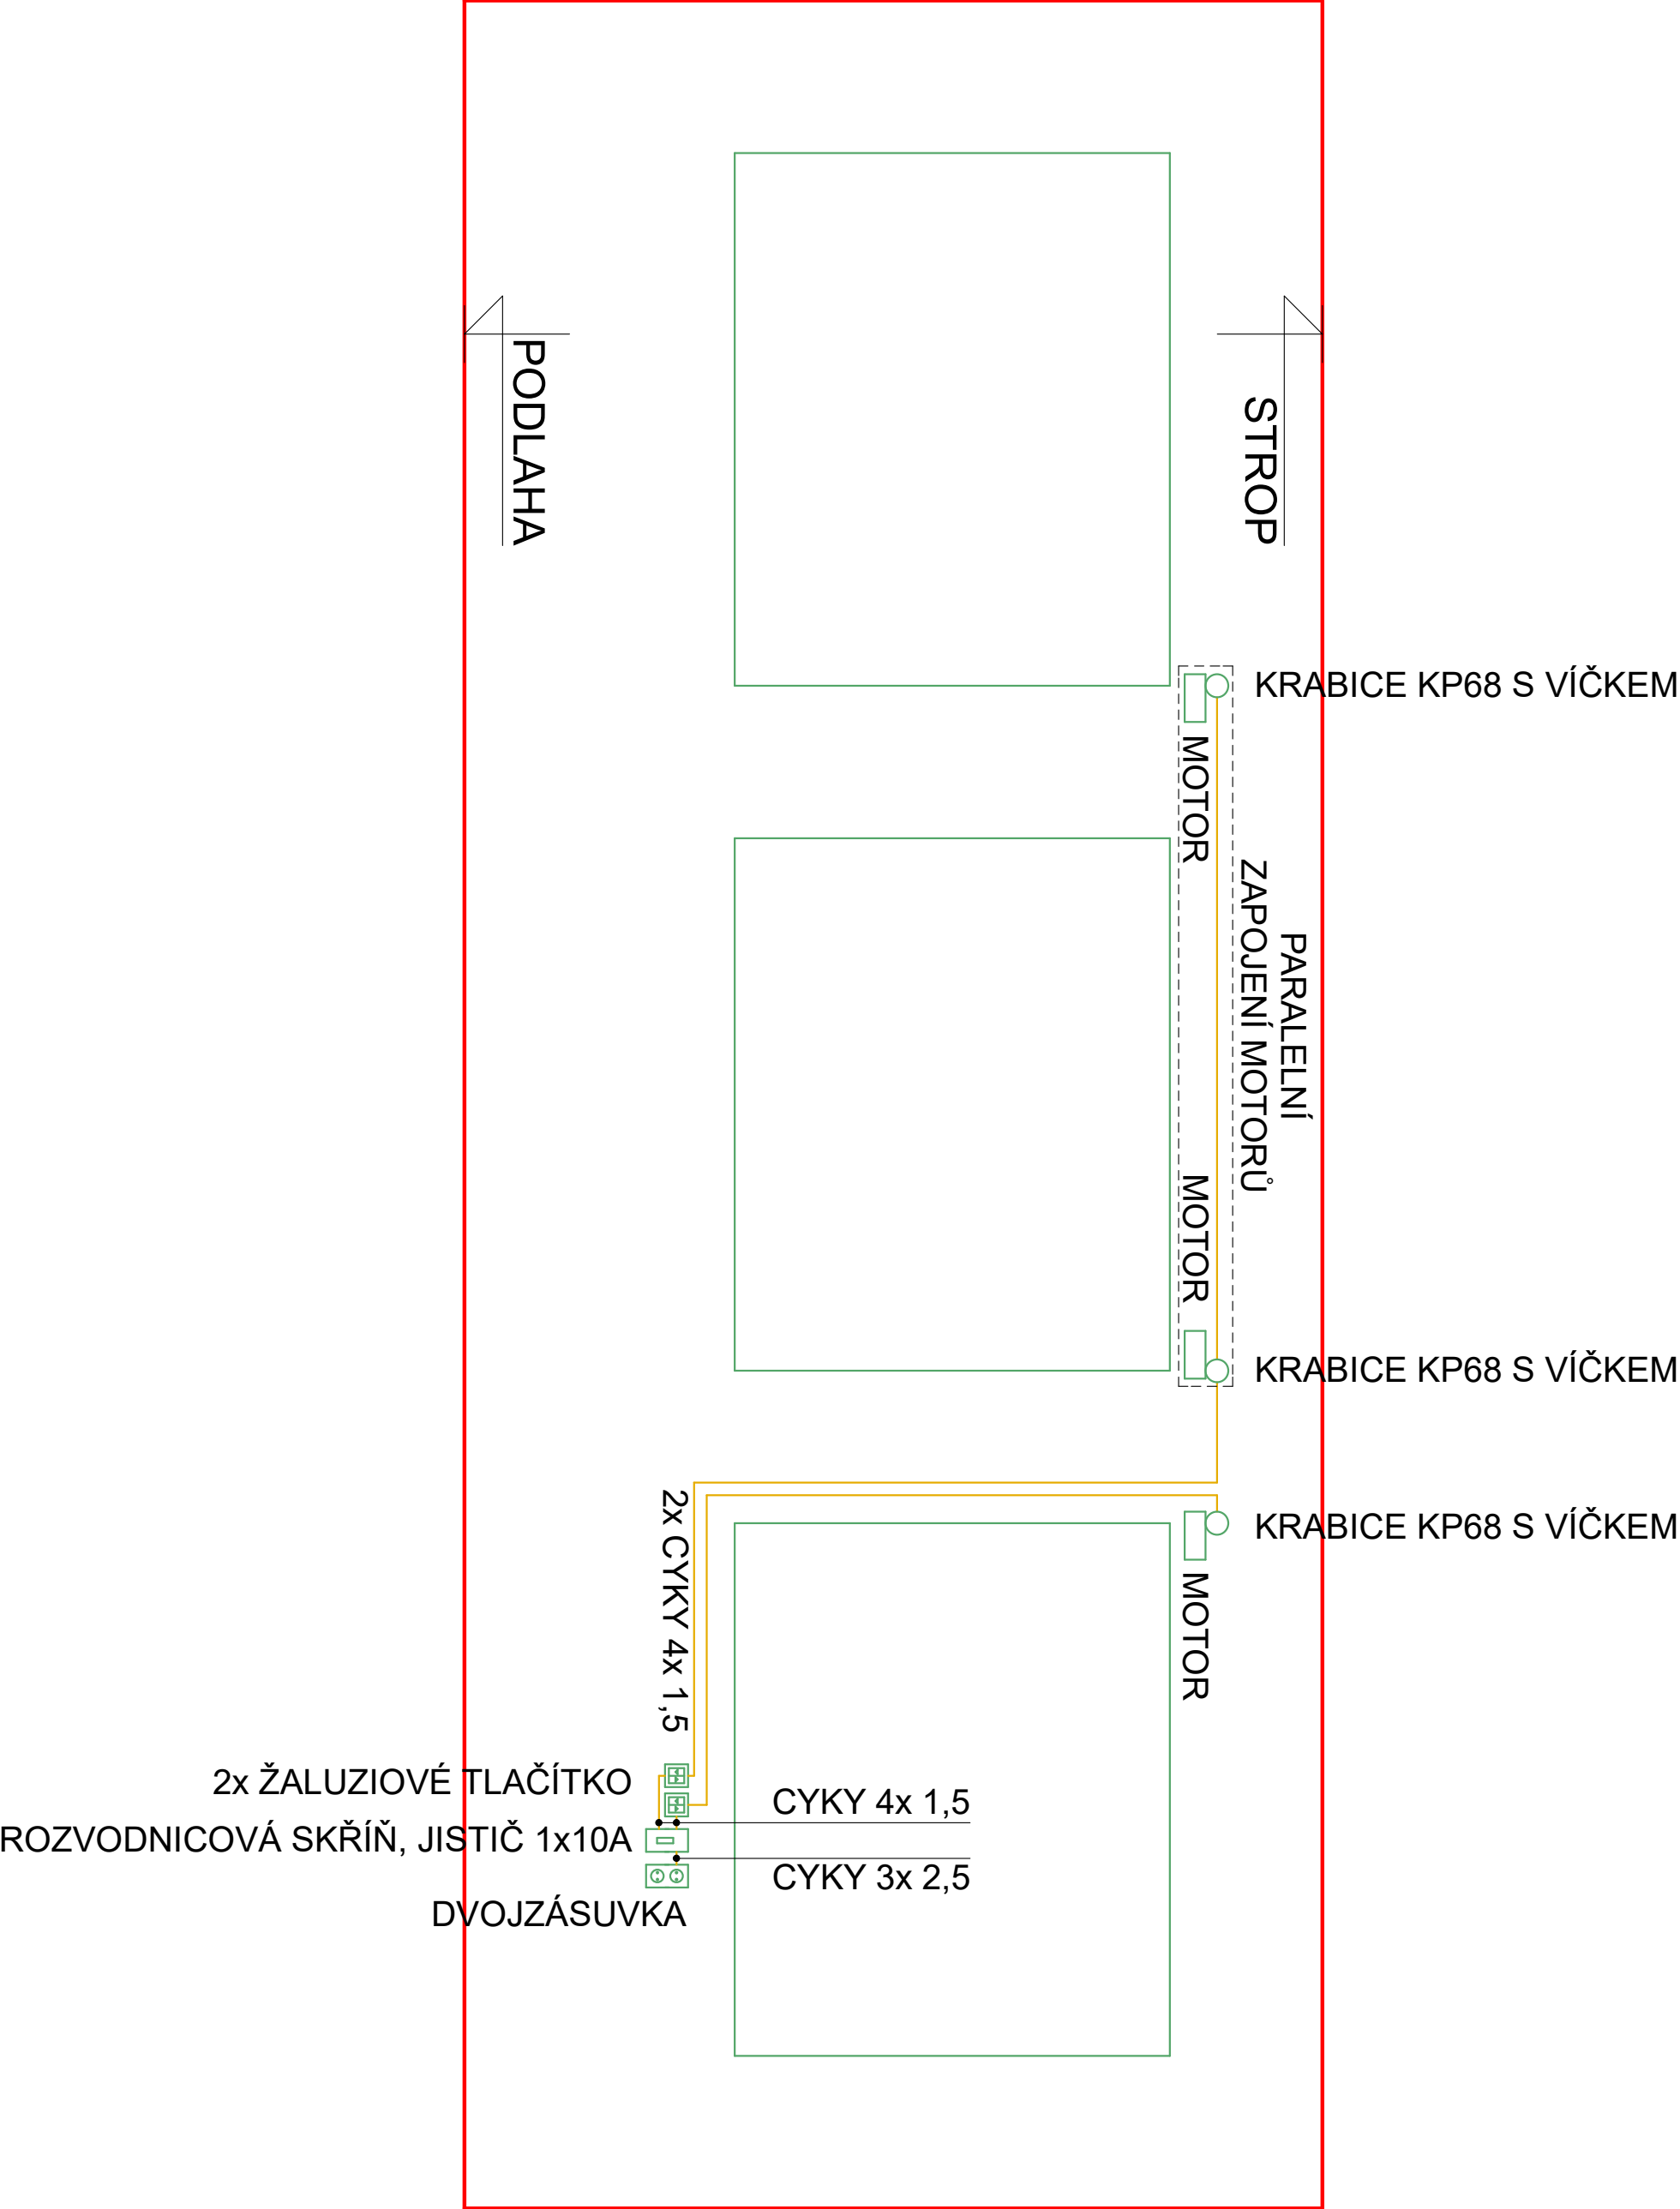 PODLAHA
STROP
KRABICE KP68 S VÍČKEM
MOTOR
PARALELNÍ
ZAPOJENÍ MOTORŮ
MOTOR
KRABICE KP68 S VÍČKEM
KRABICE KP68 S VÍČKEM
MOTOR
2x CYKY 4x 1,5
2x ŽALUZIOVÉ TLAČÍTKO
CYKY 4x 1,5
ROZVODNICOVÁ SKŘÍŇ, JISTIČ 1x10A
CYKY 3x 2,5
DVOJZÁSUVKA